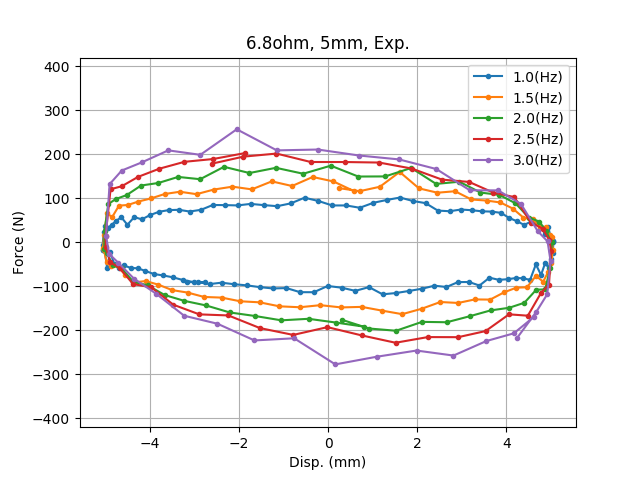 6.8ohm, 5mm, Exp.
400
300
200
100
0
−100
−200
−300
−400
Force (N)
1.0(Hz)
1.5(Hz)
2.0(Hz)
2.5(Hz)
3.0(Hz)
−4
−2
0
2
4
Disp. (mm)